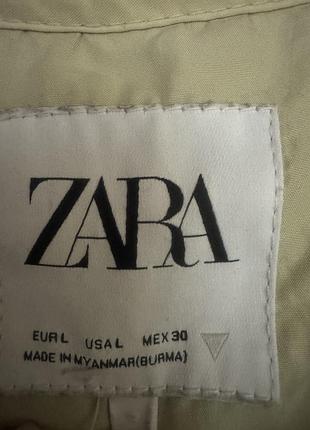 ZARA
EUR L USA L MEX 30
MADE IN MYANMAR(BURMA)